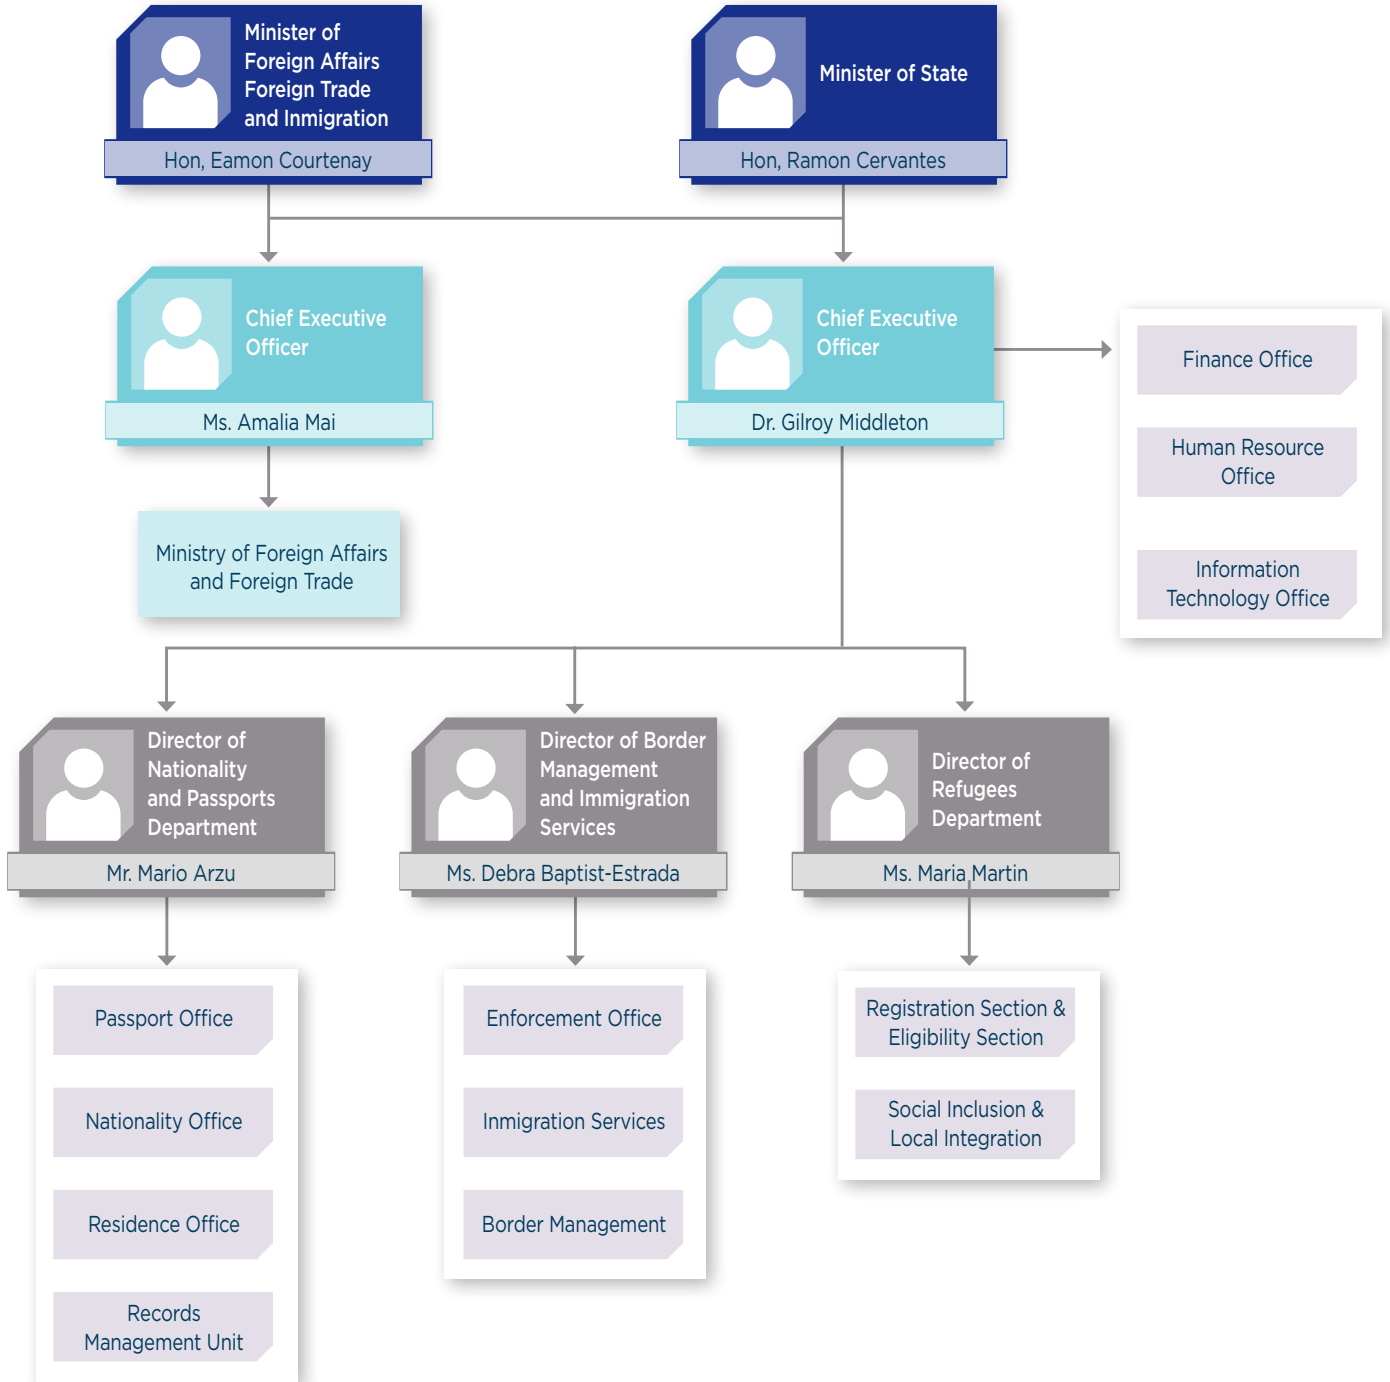 Minister of
Foreign Affairs
Foreign Trade
and Inmigration
Hon, Eamon Courtenay
Minister of State
Hon, Ramon Cervantes
Chief Executive
Officer
Ms. Amalia Mai
Chief Executive
Officer
Dr. Gilroy Middleton
Finance Office
Human Resource
Office
Information
Technology Office
Ministry of Foreign Affairs
and Foreign Trade
Director of
Nationality
and Passports
Department
Mr. Mario Arzu
Director of Border
Management
and Immigration
Services
Ms. Debra Baptist-Estrada
Director of
Refugees
Department
Ms. Maria Martin
Passport Office
Nationality Office
Residence Office
Records
Management Unit
Enforcement Office
Inmigration Services
Border Management
Registration Section &
Eligibility Section
Social Inclusion &
Local Integration